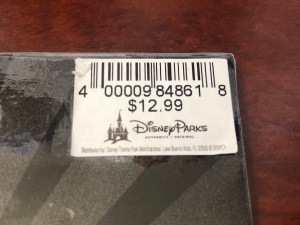 4 00009 84861 8
$12.99
Disney Parks
AUTHENTIC ORIGINAL
Distributed by: Disney Theme Park Merchandise, Lake Buena Vista, FL 32830 © DISNEY